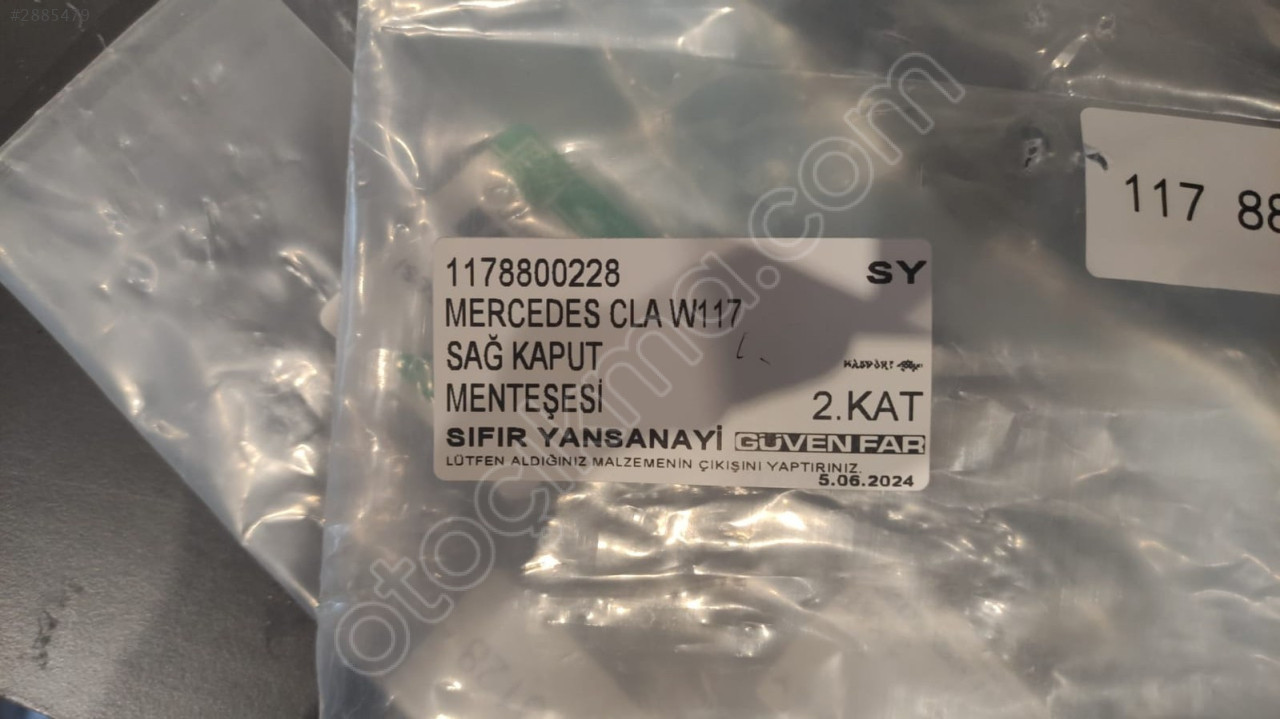 #2885479
117 88
1178800228
SY
MERCEDES CLA W117
SAĞ KAPUT
MENTEŞESİ
2.KAT
SIFIR YANSANAYİ GÜVEN FAR
LÜTFEN ALDIĞINIZ MALZEMENİN ÇIKIŞINI YAPTIRINIZ.
5.06.2024
otoçıkma.com